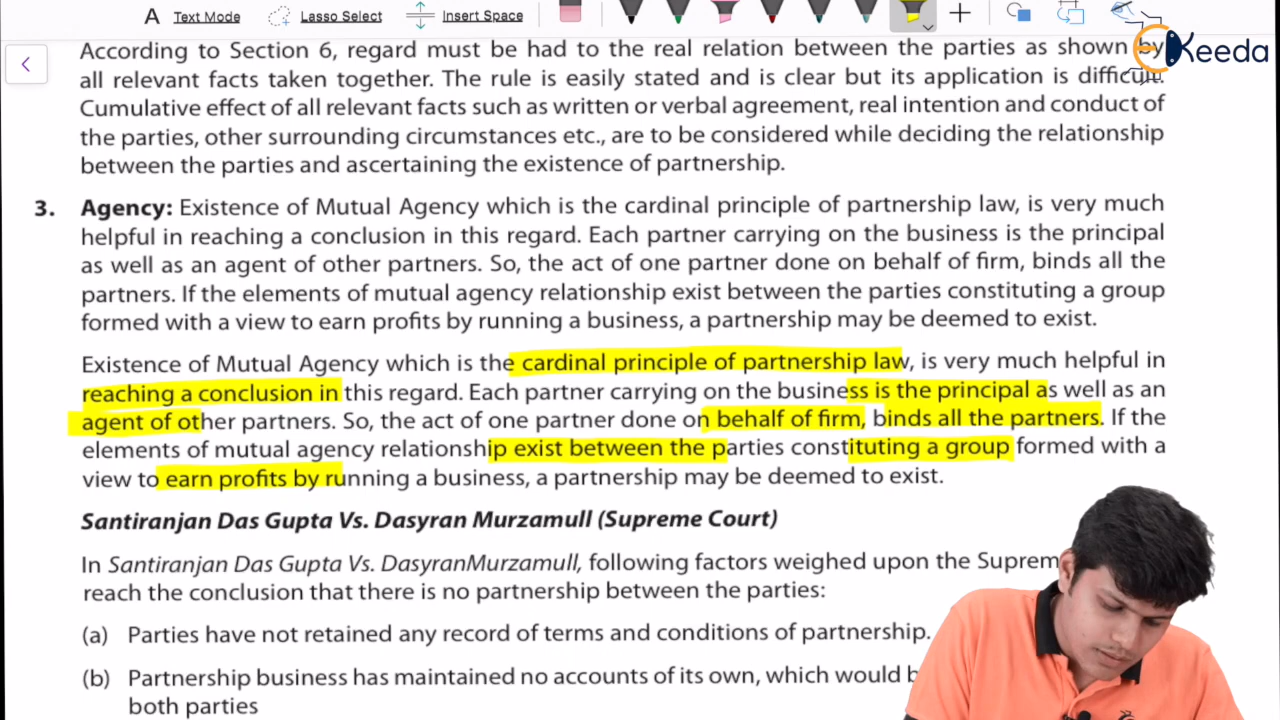 A Text Mode Lasso Select Insert Space
Keeda
According to Section 6, regard must be had to the real relation between the parties as shown by
all relevant facts taken together. The rule is easily stated and is clear but its application is difficult.
Cumulative effect of all relevant facts such as written or verbal agreement, real intention and conduct of
the parties, other surrounding circumstances etc., are to be considered while deciding the relationship
between the parties and ascertaining the existence of partnership.
3. Agency: Existence of Mutual Agency which is the cardinal principle of partnership law, is very much
helpful in reaching a conclusion in this regard. Each partner carrying on the business is the principal
as well as an agent of other partners. So, the act of one partner done on behalf of firm, binds all the
partners. If the elements of mutual agency relationship exist between the parties constituting a group
formed with a view to earn profits by running a business, a partnership may be deemed to exist.
Existence of Mutual Agency which is the cardinal principle of partnership law, is very much helpful in
reaching a conclusion in this regard. Each partner carrying on the business is the principal as well as an
agent of other partners. So, the act of one partner done on behalf of firm, binds all the partners. If the
elements of mutual agency relationship exist between the parties constituting a group formed with a
view to earn profits by running a business, a partnership may be deemed to exist.
Santiranjan Das Gupta Vs. Dasyran Murzamull (Supreme Court)
In Santiranjan Das Gupta Vs. DasyranMurzamull, following factors weighed upon the Suprem
reach the conclusion that there is no partnership between the parties:
(a) Parties have not retained any record of terms and conditions of partnership.
(b) Partnership business has maintained no accounts of its own, which would b
both parties